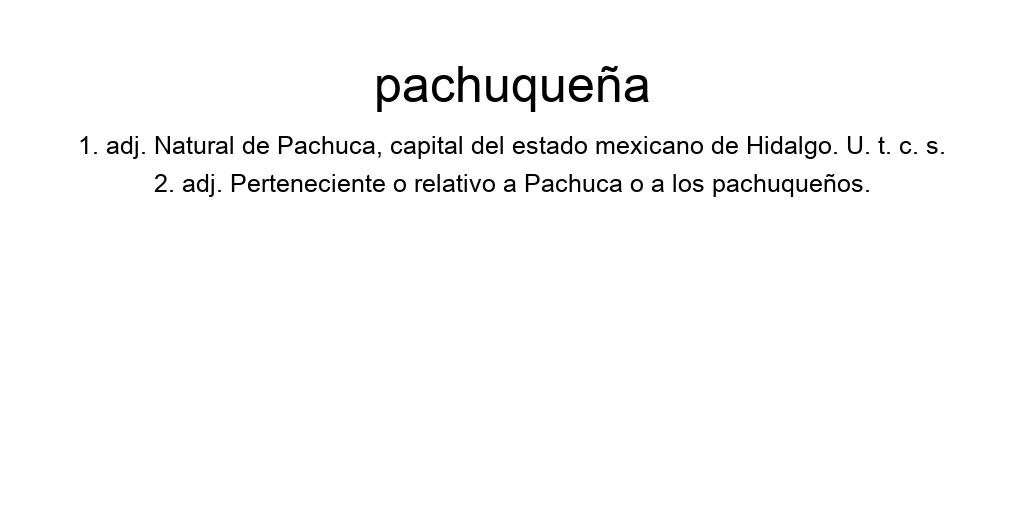 pachuqueña
1. adj. Natural de Pachuca, capital del estado mexicano de Hidalgo. U. t. c. s.
2. adj. Perteneciente o relativo a Pachuca o a los pachuqueños.